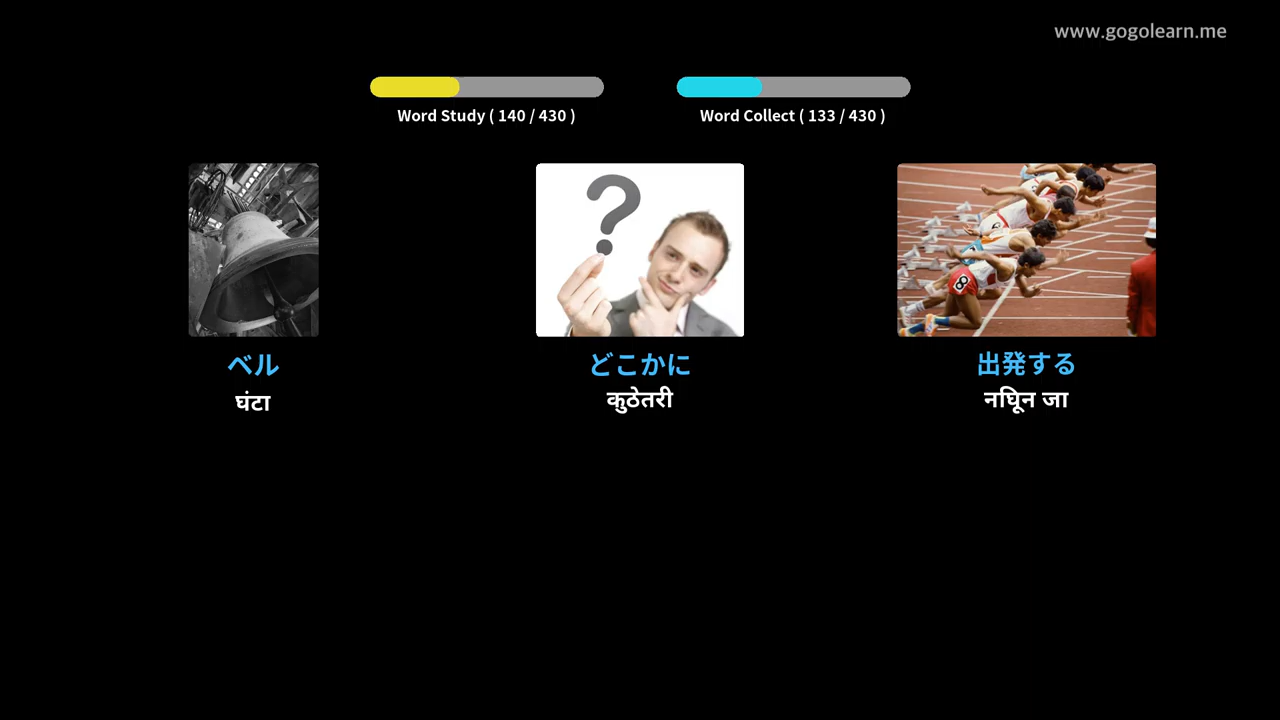 www.gogolearn.me
Word Study ( 140 / 430 )
Word Collect ( 133 / 430 )
8
ベル
どこかに
出発する
घंटा
कुठेतरी
नघिून जा